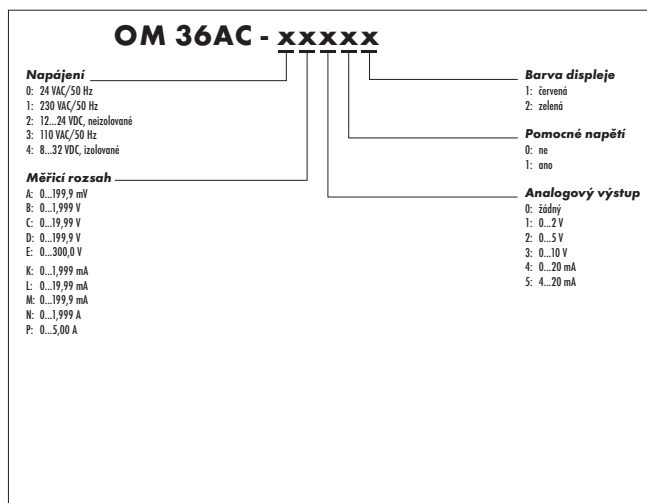 OM 36AC - xxxxx
Napájení
0: 24 VAC/50 Hz
1: 230 VAC/50 Hz
2: 12...24 VDC, neizolované
3: 110 VAC/50 Hz
4: 8...32 VDC, izolované
Měřicí rozsah
A: 0...199,9 mV
B: 0...1,999 V
C: 0...19,99 V
D: 0...199,9 V
E: 0...300,0 V
K: 0...1,999 mA
L: 0...19,99 mA
M: 0...199,9 mA
N: 0...1,999 A
P: 0...5,00 A
Barva displeje
1: červená
2: zelená
Pomocné napětí
0: ne
1: ano
Analogový výstup
0: žádný
1: 0...2 V
2: 0...5 V
3: 0...10 V
4: 0...20 mA
5: 4...20 mA